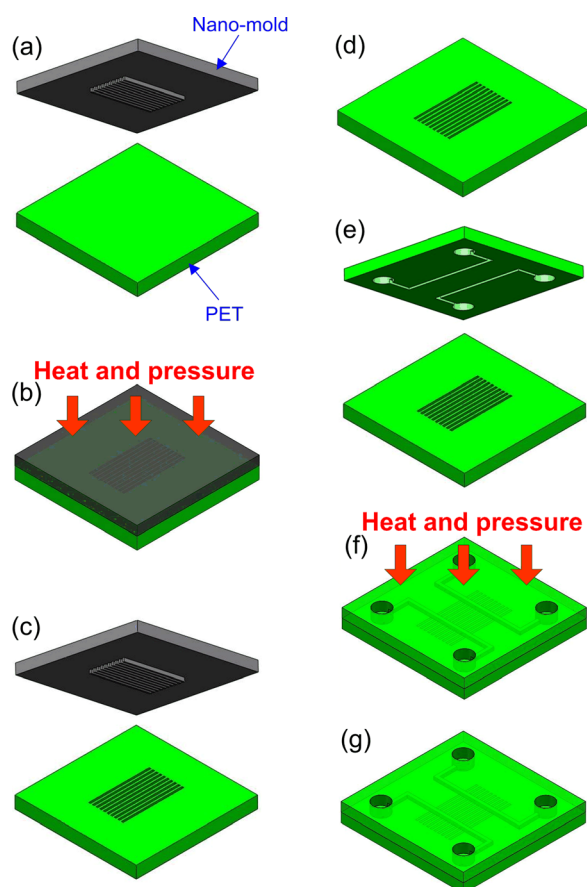 (a)
Nano-mold
PET
(b)
Heat and pressure
(c)
(d)
(e)
Heat and pressure
(f)
(g)